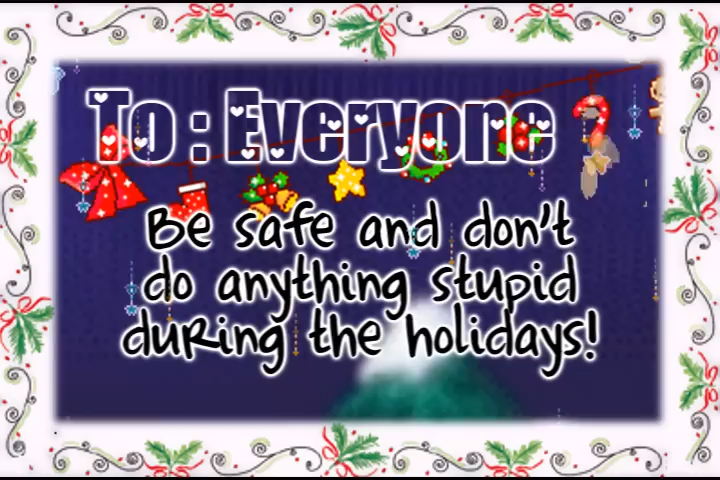 To : Everyone
Be safe and don't
do anything stupid
duRing the holidays!